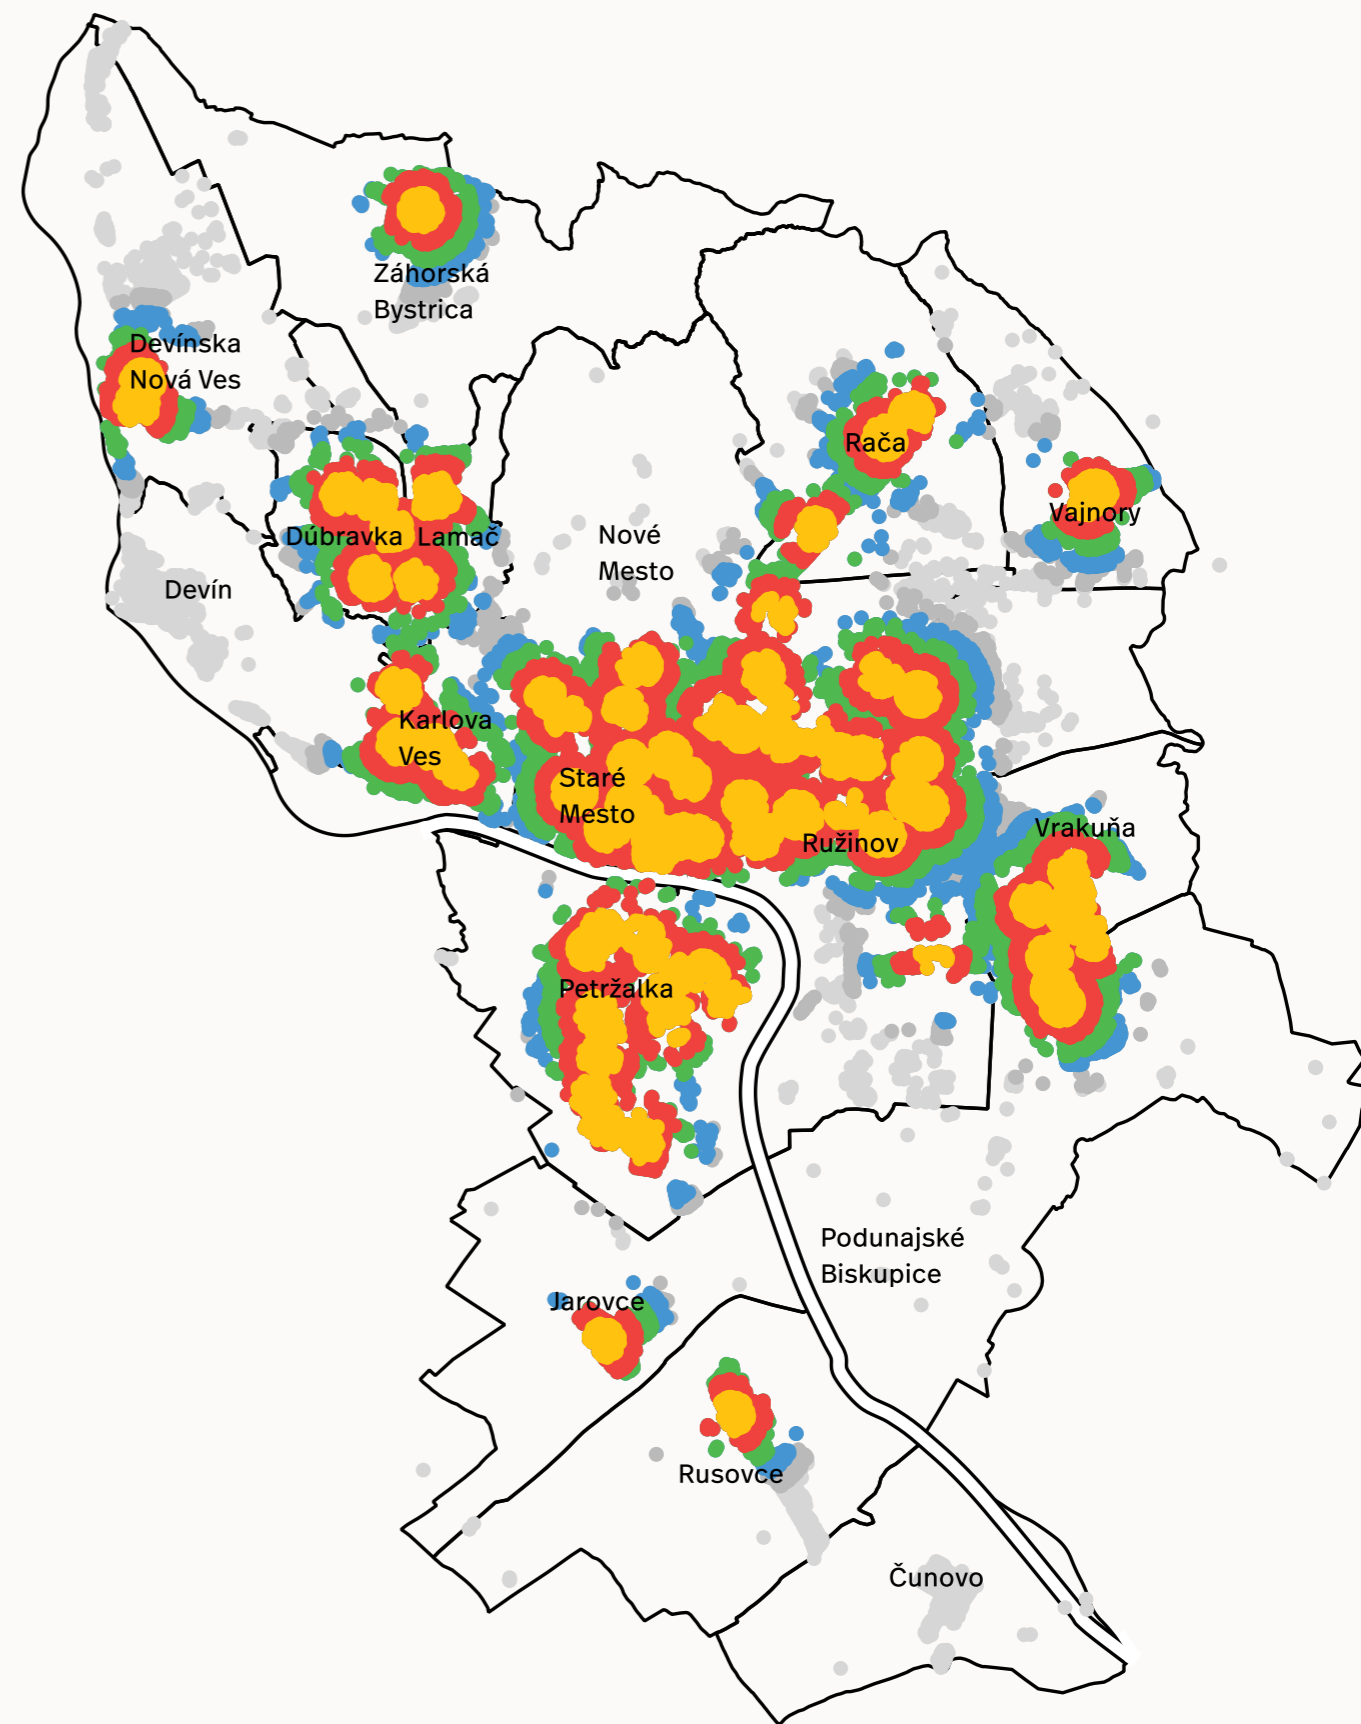 Záhorská
Bystrica
Devínska
Nová Ves
Rača
Vajnory
Dúbravka
Lamač
Nové
Mesto
Devín
Karlova
Ves
Staré
Mesto
Ružinov
Vrakuňa
Petržalka
Podunajské
Biskupice
Jarovce
Rusovce
Čunovo